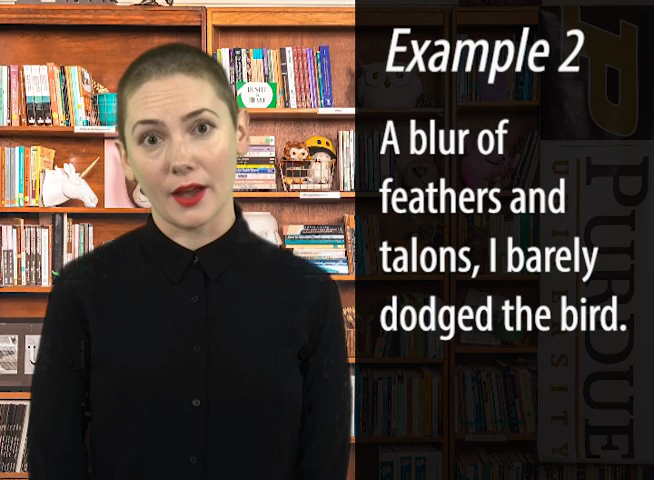 Example 2
A blur of
feathers and
talons, I barely
dodged the bird.
P
PURDUE
UNIVERSITY